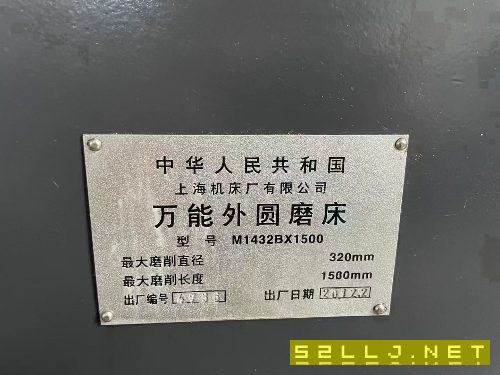 中华人民共和国
上海机床厂有限公司
万能外圆磨床
型 号 M1432BX1500
最大磨削直径 320mm
最大磨削长度 1500mm
出厂编号
出厂日期
52LLJ.NET